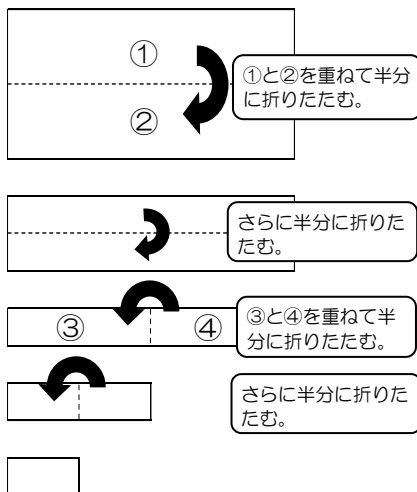 ①
①と②を重ねて半分
に折りたたむ。
②
さらに半分に折りた
たむ。
③
④
③と④を重ねて半
分に折りたたむ。
さらに半分に折りた
たむ。